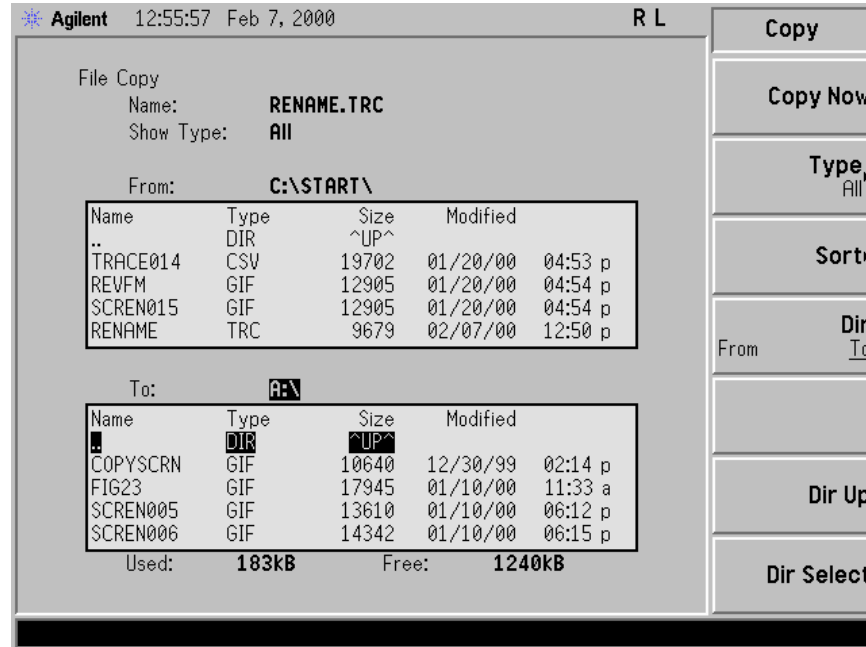 Agilent 12:55:57 Feb 7, 2000 R L
File Copy
Name: RENAME.TRC
Show Type: All
From: C:\START\
Name Type Size Modified
.. DIR ^UP^
TRACE014 CSV 19702 01/20/00 04:53 p
REVFM GIF 12905 01/20/00 04:54 p
SCREN015 GIF 12905 01/20/00 04:54 p
RENAME TRC 9679 02/07/00 12:50 p
To: A:\
Name Type Size Modified
.. DIR ^UP^
COPYSCRN GIF 10640 12/30/99 02:14 p
FIG23 GIF 17945 01/10/00 11:33 a
SCREN005 GIF 13610 01/10/00 06:12 p
SCREN006 GIF 14342 01/10/00 06:15 p
Used: 183kB Free: 1240kB
Copy
Copy Now
Type
All
Sort
Dir
From To
Dir Up
Dir Select